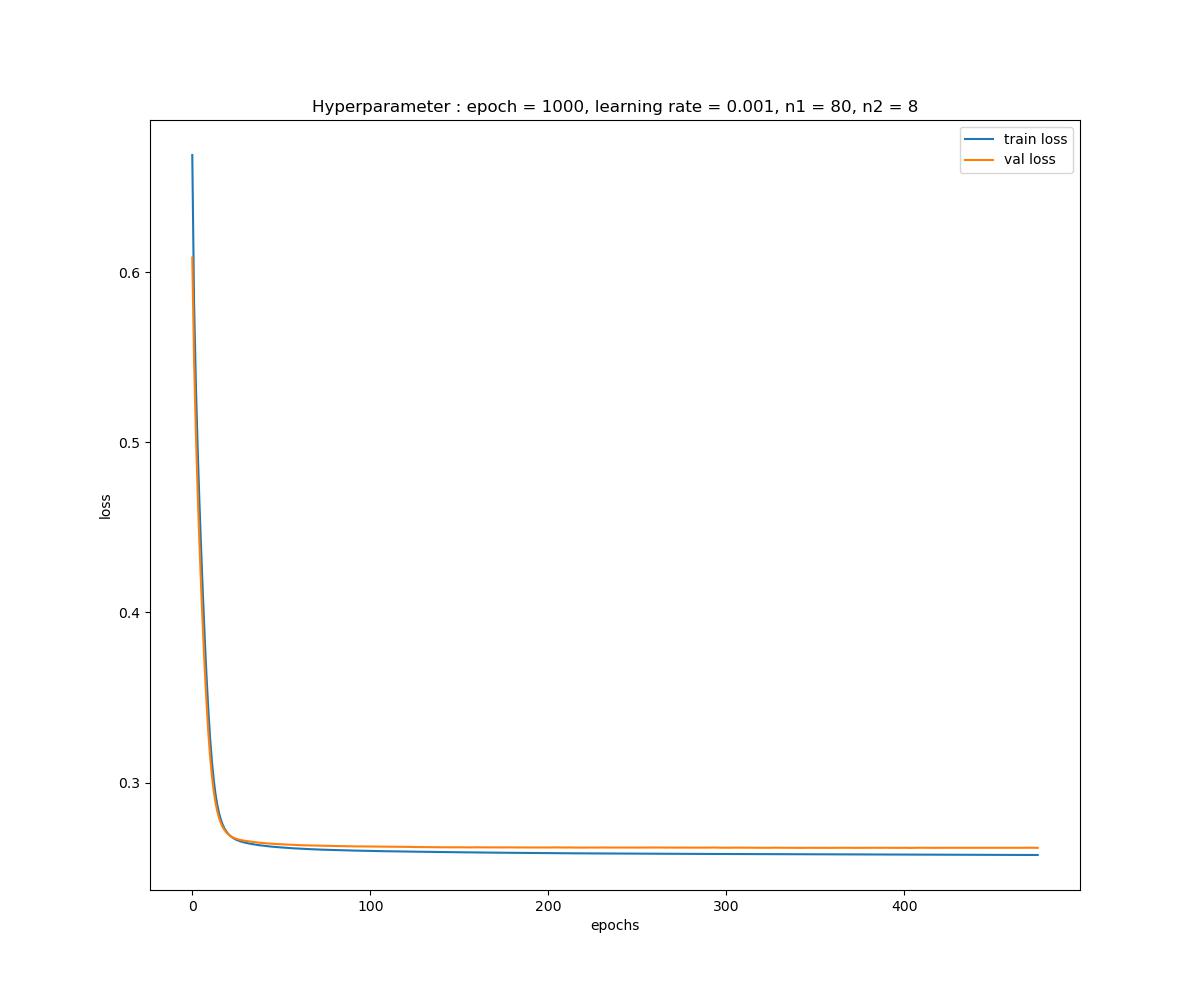 Hyperparameter : epoch = 1000, learning rate = 0.001, n1 = 80, n2 = 8
train loss
val loss
0.6
0.5
0.4
0.3
loss
0
100
200
300
400
epochs